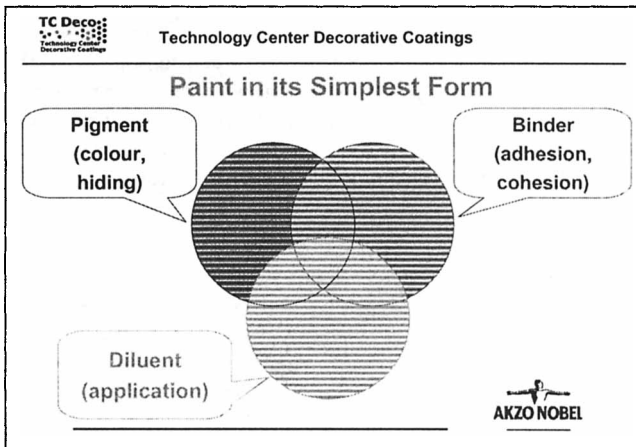 TC Deco
Technology Center
Decorative Coatings
Technology Center Decorative Coatings
Paint in its Simplest Form
Pigment
(colour,
hiding)
Binder
(adhesion,
cohesion)
Diluent
(application)
AKZO NOBEL